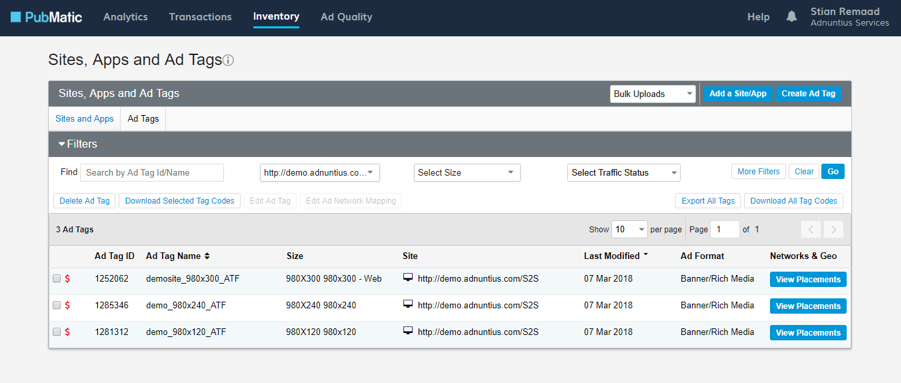 PubMatic Analytics Transactions Inventory Ad Quality Help Stian Remaad
Adnuntius Services
Sites, Apps and Ad Tags
Sites, Apps and Ad Tags Bulk Uploads Add a Site/App Create Ad Tag
Sites and Apps Ad Tags
Filters
Find Search by Ad Tag Id/Name http://demo.adnuntius.co... Select Size Select Traffic Status More Filters Clear Go
Delete Ad Tag Download Selected Tag Codes Edit Ad Tag Edit Ad Network Mapping Export All Tags Download All Tag Codes
3 Ad Tags Show 10 per page Page 1 of 1
Ad Tag ID Ad Tag Name Size Site Last Modified Ad Format Networks & Geo
$ 1252062 demosite_980x300_ATF 980X300 980x300 - Web http://demo.adnuntius.com/S2S 07 Mar 2018 Banner/Rich Media View Placements
$ 1285346 demo_980x240_ATF 980X240 980x240 http://demo.adnuntius.com/S2S 07 Mar 2018 Banner/Rich Media View Placements
$ 1281312 demo_980x120_ATF 980X120 980x120 http://demo.adnuntius.com/S2S 07 Mar 2018 Banner/Rich Media View Placements